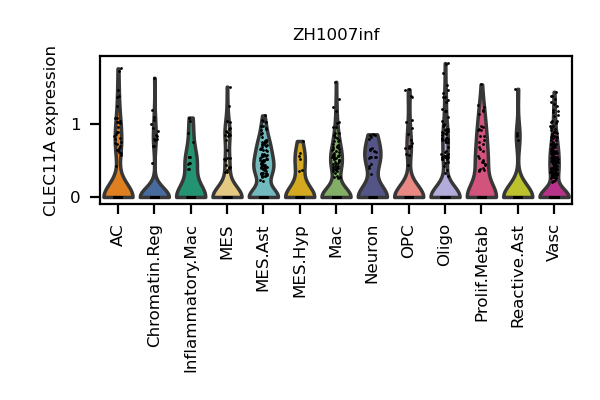 ZH1007inf
CLEC11A expression
1
0
AC
Chromatin.Reg
Inflammatory.Mac
MES
MES.Ast
MES.Hyp
Mac
Neuron
OPC
Oligo
Prolif.Metab
Reactive.Ast
Vasc